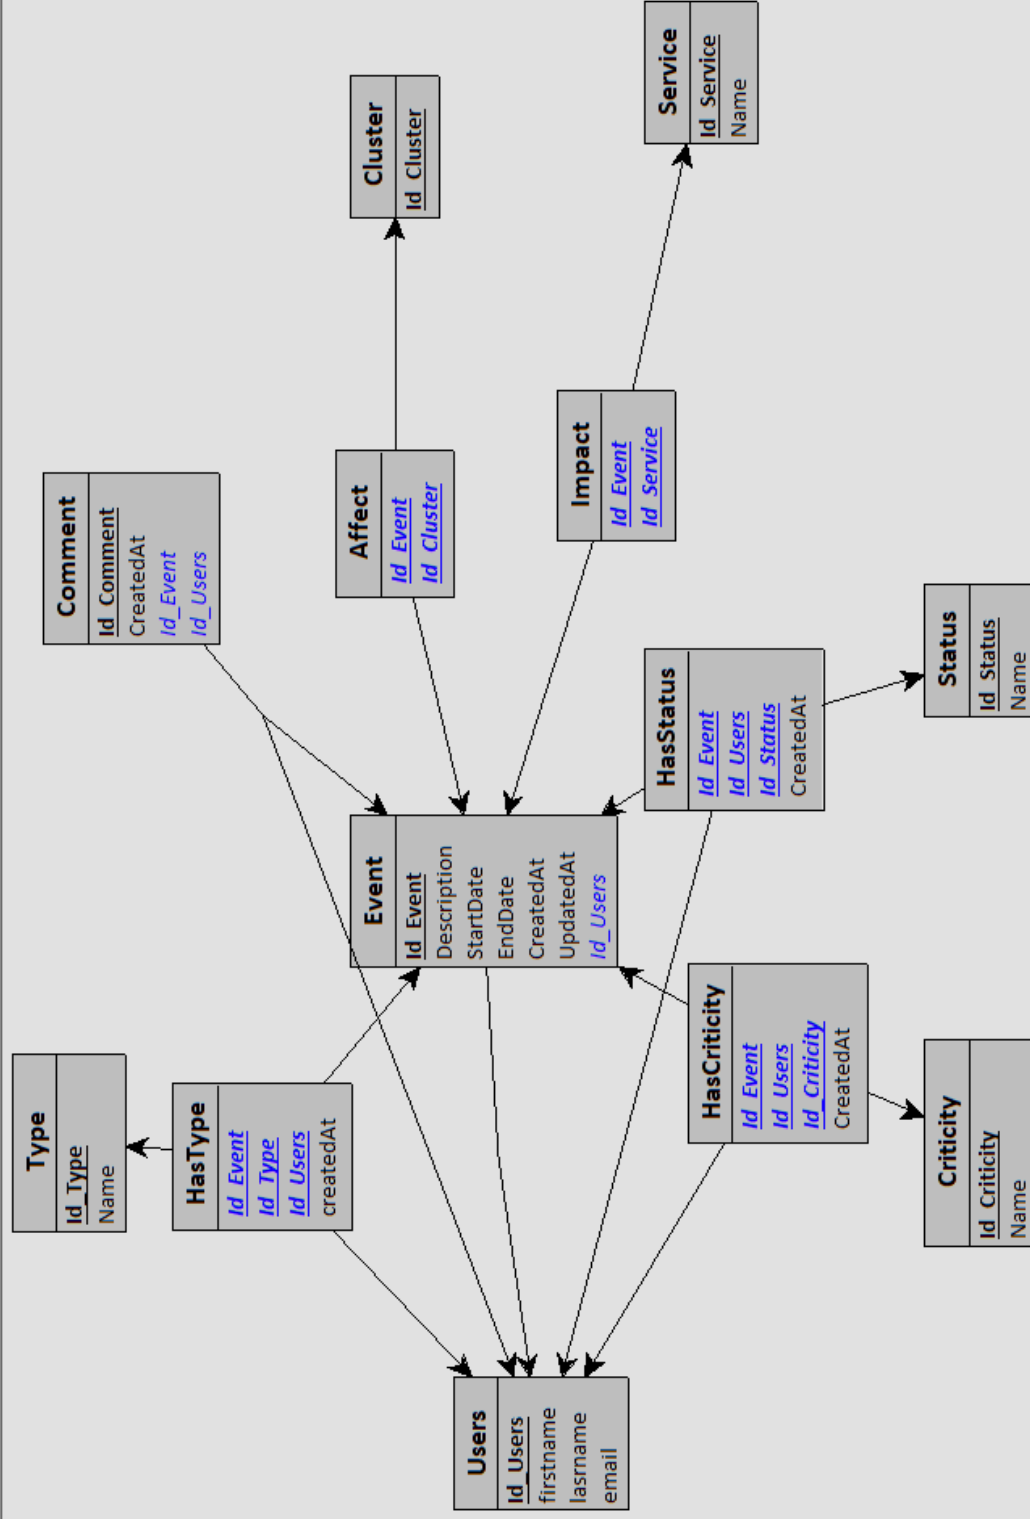 Type
Id_Type
Name
Comment
Id_Comment
CreatedAt
Id_Event
Id_Users
HasType
Id_Event
Id_Type
Id_Users
createdAt
Affect
Id_Event
Id_Cluster
Event
Id_Event
Description
StartDate
EndDate
CreatedAt
UpdatedAt
Id_Users
Cluster
Id_Cluster
Users
Id_Users
firstname
lasrname
email
Impact
Id_Event
Id_Service
HasStatus
Id_Event
Id_Users
Id_Status
CreatedAt
Service
Id_Service
Name
HasCriticity
Id_Event
Id_Users
Id_Criticity
CreatedAt
Criticity
Id_Criticity
Name
Status
Id_Status
Name